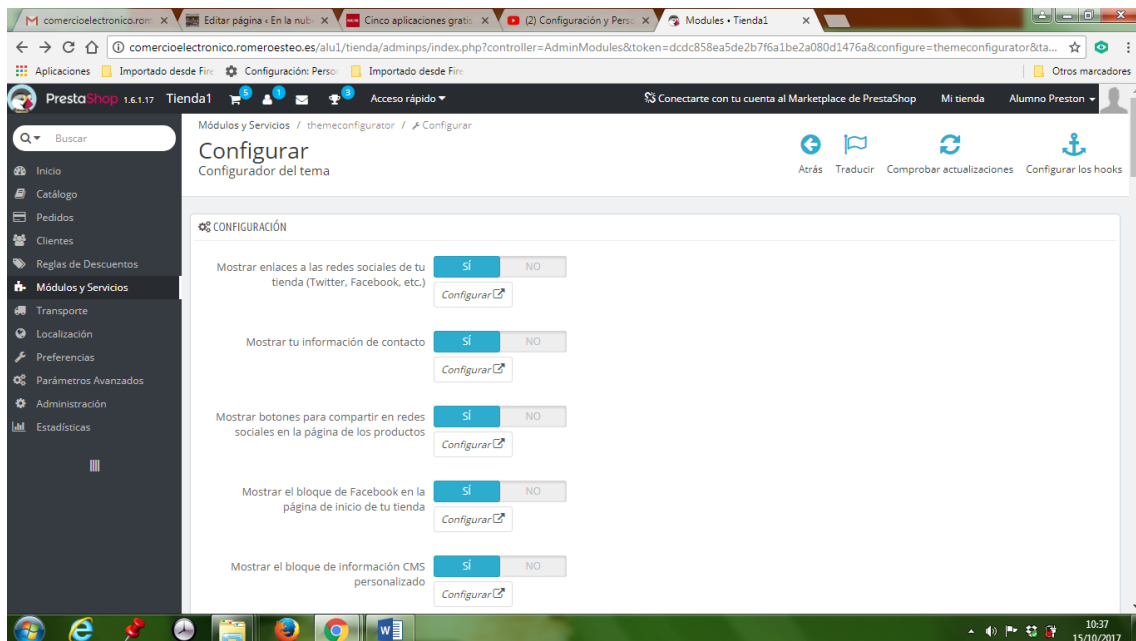 comercioelectronico.rom
Editar página ‹ En la nub
Cinco aplicaciones gratis
(2) Configuración y Perso
Modules • Tienda1
comercioelectronico.romeroesteo.es/alu1/tienda/adminps/index.php?controller=AdminModules&token=dcdc858ea5de2b7f6a1be2a080d1476a&configure=themeconfigurator&ta...
Aplicaciones
Importado desde Fire
Configuración: Perso
Importado desde Fire
Otros marcadores
PrestaShop 1.6.1.17 Tienda1 5 1 3 Acceso rápido
Conectarte con tu cuenta al Marketplace de PrestaShop Mi tienda Alumno Preston
Buscar
Inicio
Catálogo
Pedidos
Clientes
Reglas de Descuentos
Módulos y Servicios
Transporte
Localización
Preferencias
Parámetros Avanzados
Administración
Estadísticas
Módulos y Servicios / themeconfigurator / Configurar
Configurar
Configurador del tema
Atrás Traducir Comprobar actualizaciones Configurar los hooks
CONFIGURACIÓN
Mostrar enlaces a las redes sociales de tu
tienda (Twitter, Facebook, etc.)
SÍ NO
Configurar
Mostrar tu información de contacto
SÍ NO
Configurar
Mostrar botones para compartir en redes
sociales en la página de los productos
SÍ NO
Configurar
Mostrar el bloque de Facebook en la
página de inicio de tu tienda
SÍ NO
Configurar
Mostrar el bloque de información CMS
personalizado
SÍ NO
Configurar
10:37
15/10/2017